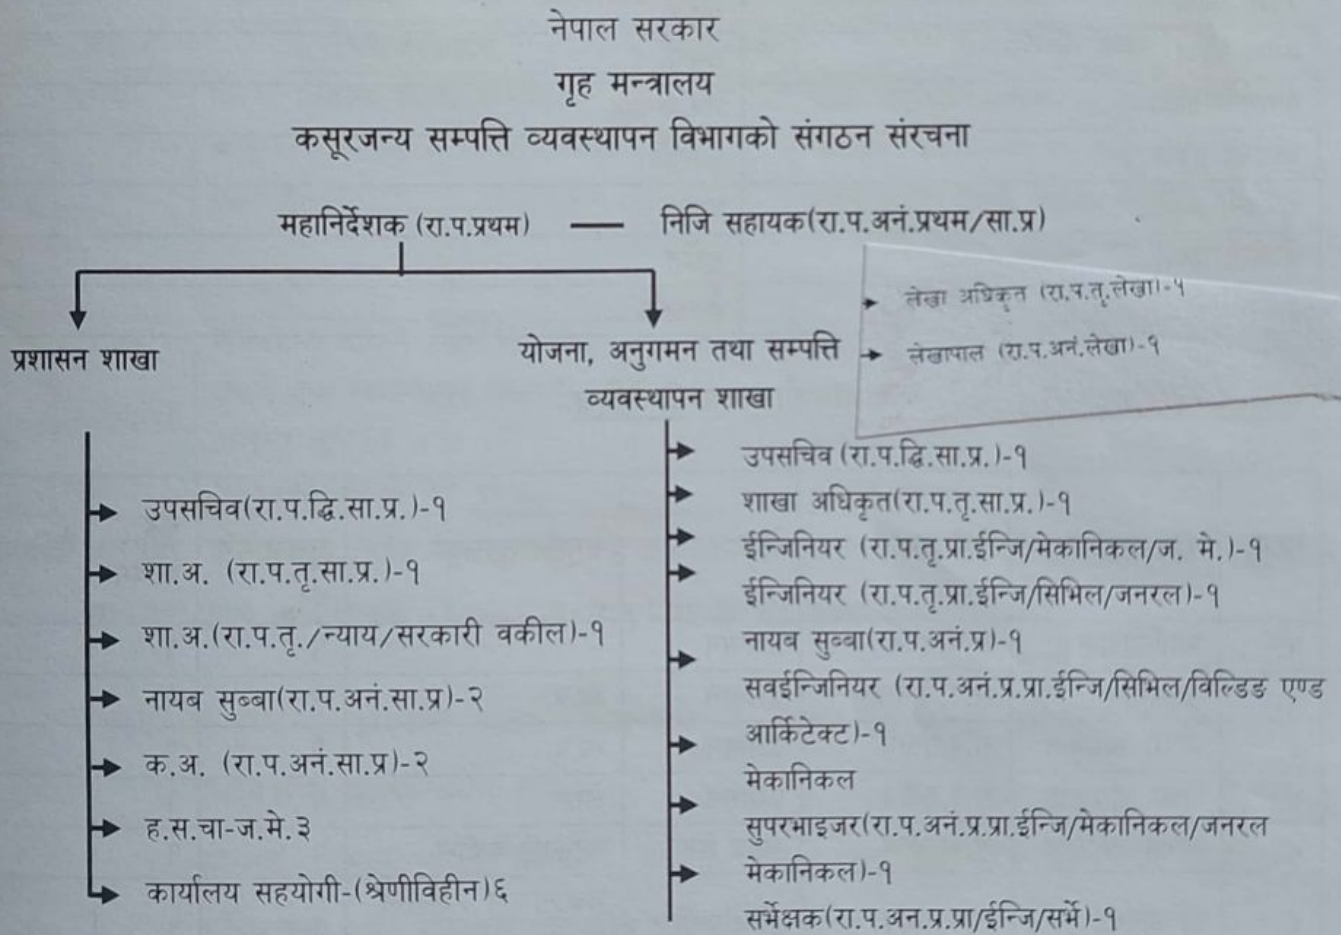 नेपाल सरकार
गृह मन्त्रालय
कसूरजन्य सम्पत्ति व्यवस्थापन विभागको संगठन संरचना
महानिर्देशक (रा.प.प्रथम) — निजि सहायक(रा.प.अनं.प्रथम/सा.प्र)
प्रशासन शाखा
उपसचिव(रा.प.द्वि.सा.प्र.)-१
शा.अ. (रा.प.तृ.सा.प्र.)-१
शा.अ.(रा.प.तृ./न्याय/सरकारी वकील)-१
नायब सुब्बा(रा.प.अनं.सा.प्र)-२
क.अ. (रा.प.अनं.सा.प्र)-२
ह.स.चा-ज.मे.३
कार्यालय सहयोगी-(श्रेणीविहीन)६
योजना, अनुगमन तथा सम्पत्ति
व्यवस्थापन शाखा
लेखा अधिकृत (रा.प.तृ.लेखा)-५
लेखापाल (रा.प.अनं.लेखा)-१
उपसचिव (रा.प.द्वि.सा.प्र.)-१
शाखा अधिकृत(रा.प.तृ.सा.प्र.)-१
ईन्जिनियर (रा.प.तृ.प्रा.ईन्जि/मेकानिकल/ज. मे.)-१
ईन्जिनियर (रा.प.तृ.प्रा.ईन्जि/सिभिल/जनरल)-१
नायब सुब्बा(रा.प.अनं.प्र)-१
सवईन्जिनियर (रा.प.अनं.प्र.प्रा.ईन्जि/सिभिल/विल्डिङ एण्ड
आर्किटेक्ट)-१
मेकानिकल
सुपरभाइजर(रा.प.अनं.प्र.प्रा.ईन्जि/मेकानिकल/जनरल
मेकानिकल)-१
सर्भेक्षक(रा.प.अन.प्र.प्रा/ईन्जि/सर्भे)-१